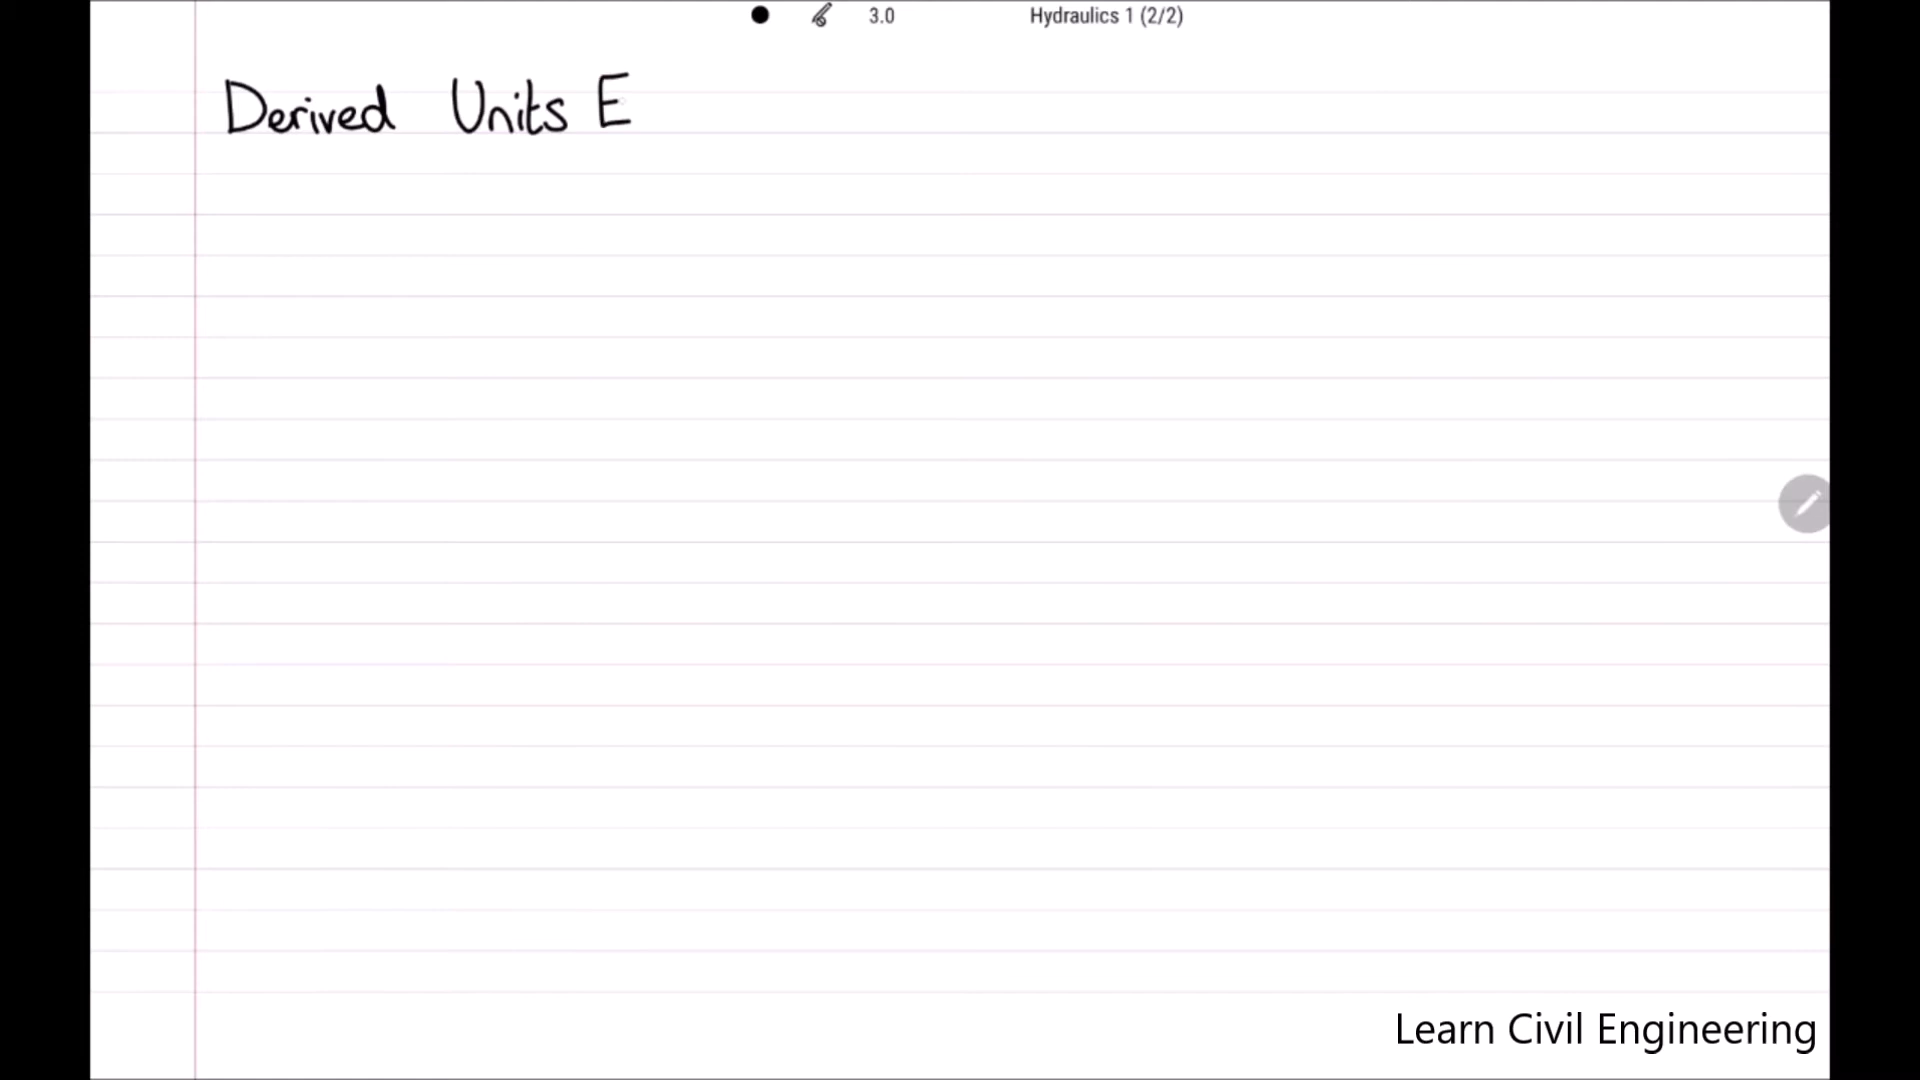 3.0 Hydraulics 1 (2/2)
Derived Units E
Learn Civil Engineering